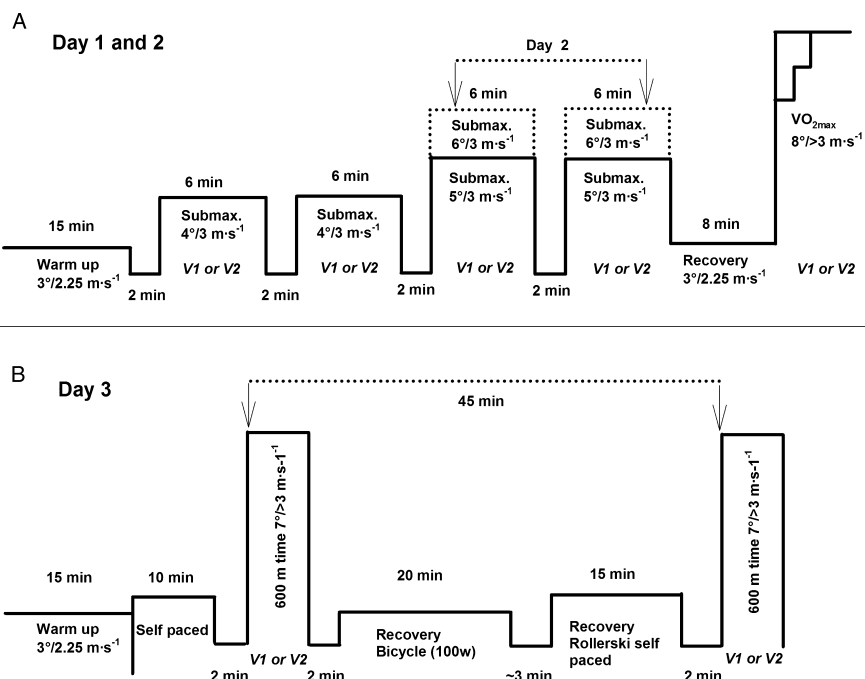 A
Day 1 and 2
Day 2
6 min
6 min
Submax.
6°/3 m·s⁻¹
Submax.
6°/3 m·s⁻¹
VO₂max
8°/>3 m·s⁻¹
6 min
6 min
Submax.
4°/3 m·s⁻¹
Submax.
4°/3 m·s⁻¹
Submax.
5°/3 m·s⁻¹
Submax.
5°/3 m·s⁻¹
15 min
8 min
Warm up
3°/2.25 m·s⁻¹
V1 or V2
V1 or V2
V1 or V2
V1 or V2
Recovery
3°/2.25 m·s⁻¹
V1 or V2
2 min
2 min
2 min
2 min
B
Day 3
45 min
600 m time 7°/>3 m·s-1⁻¹
600 m time 7°/>3 m·s-1⁻¹
15 min
10 min
20 min
15 min
Warm up
3°/2.25 m·s⁻¹
Self paced
Recovery
Bicycle (100w)
Recovery
Rollerski self
paced
V1 or V2
V1 or V2
2 min
2 min
~3 min
2 min